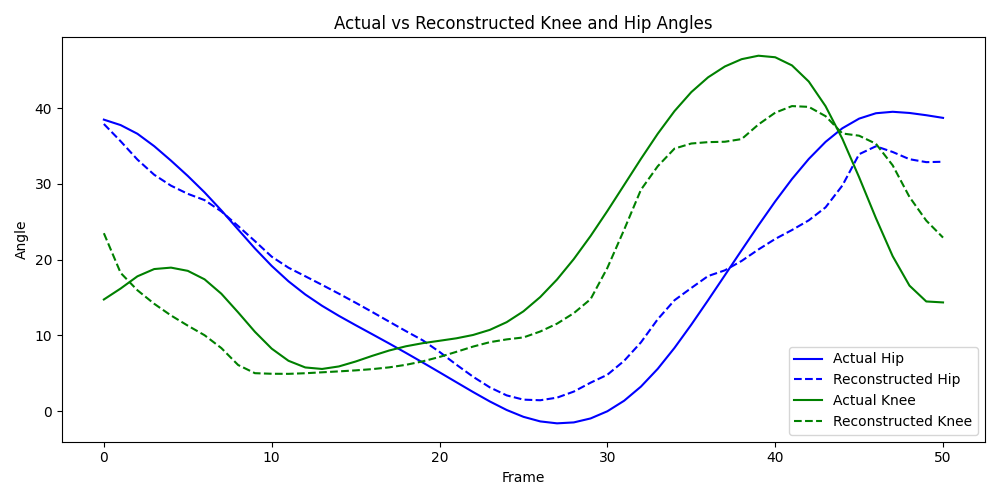 Actual vs Reconstructed Knee and Hip Angles
Angle
40
30
20
10
0
0 10 20 30 40 50
Frame
Actual Hip
Reconstructed Hip
Actual Knee
Reconstructed Knee